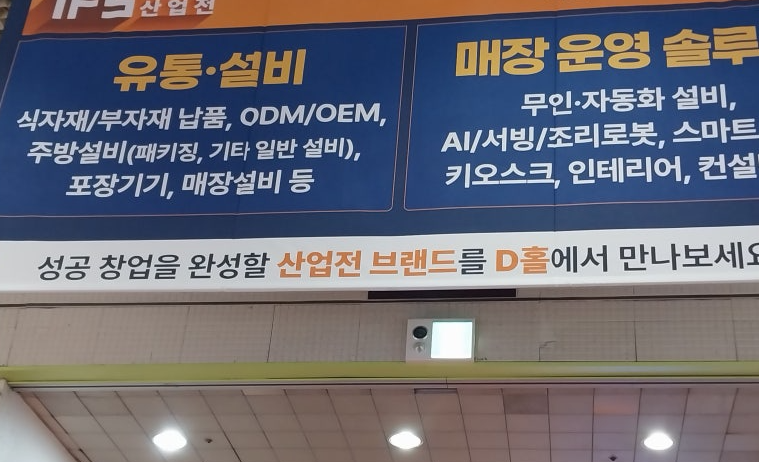 IFS 산업전
유통·설비
식자재/부자재 납품, ODM/OEM,
주방설비(패키징, 기타 일반 설비),
포장기기, 매장설비 등
매장 운영 솔루
무인·자동화 설비,
AI/서빙/조리로봇, 스마트
키오스크, 인테리어, 컨설
성공 창업을 완성할 산업전 브랜드를 D홀에서 만나보세요